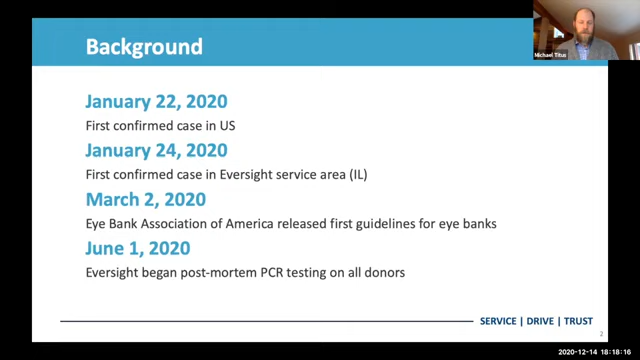 Background
Michael Titus
January 22, 2020
First confirmed case in US
January 24, 2020
First confirmed case in Eversight service area (IL)
March 2, 2020
Eye Bank Association of America released first guidelines for eye banks
June 1, 2020
Eversight began post-mortem PCR testing on all donors
SERVICE | DRIVE | TRUST
2
2020-12-14 18:18:16